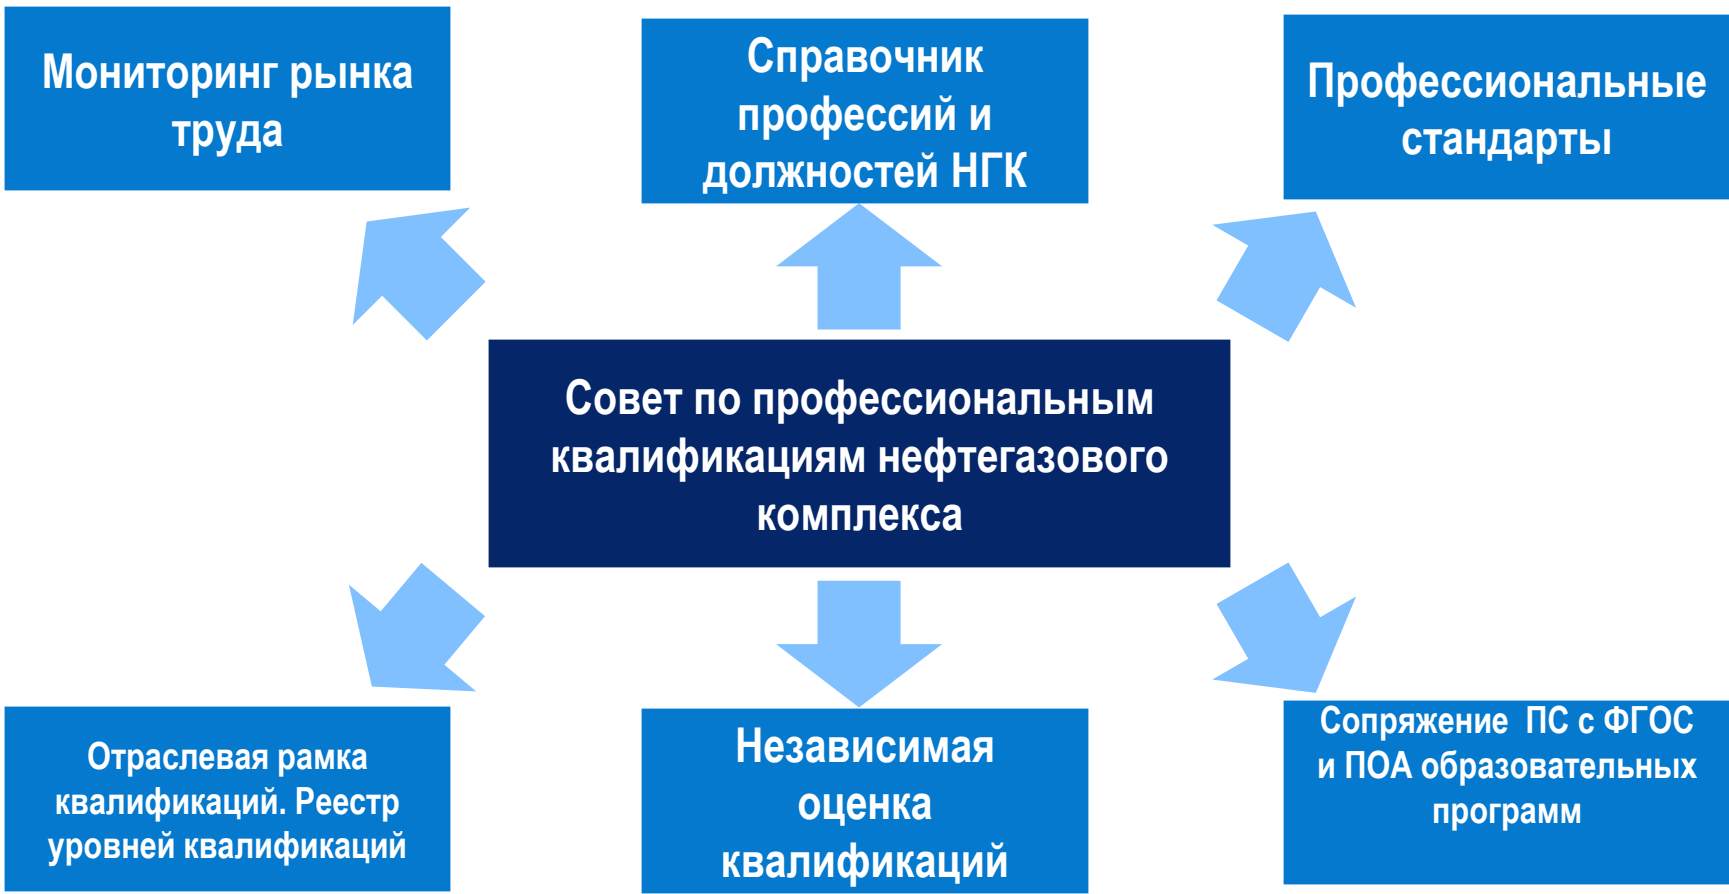 Мониторинг рынка
труда
Справочник
профессий и
должностей НГК
Профессиональные
стандарты
Совет по профессиональным
квалификациям нефтегазового
комплекса
Отраслевая рамка
квалификаций. Реестр
уровней квалификаций
Независимая
оценка
квалификаций
Сопряжение ПС с ФГОС
и ПОА образовательных
программ